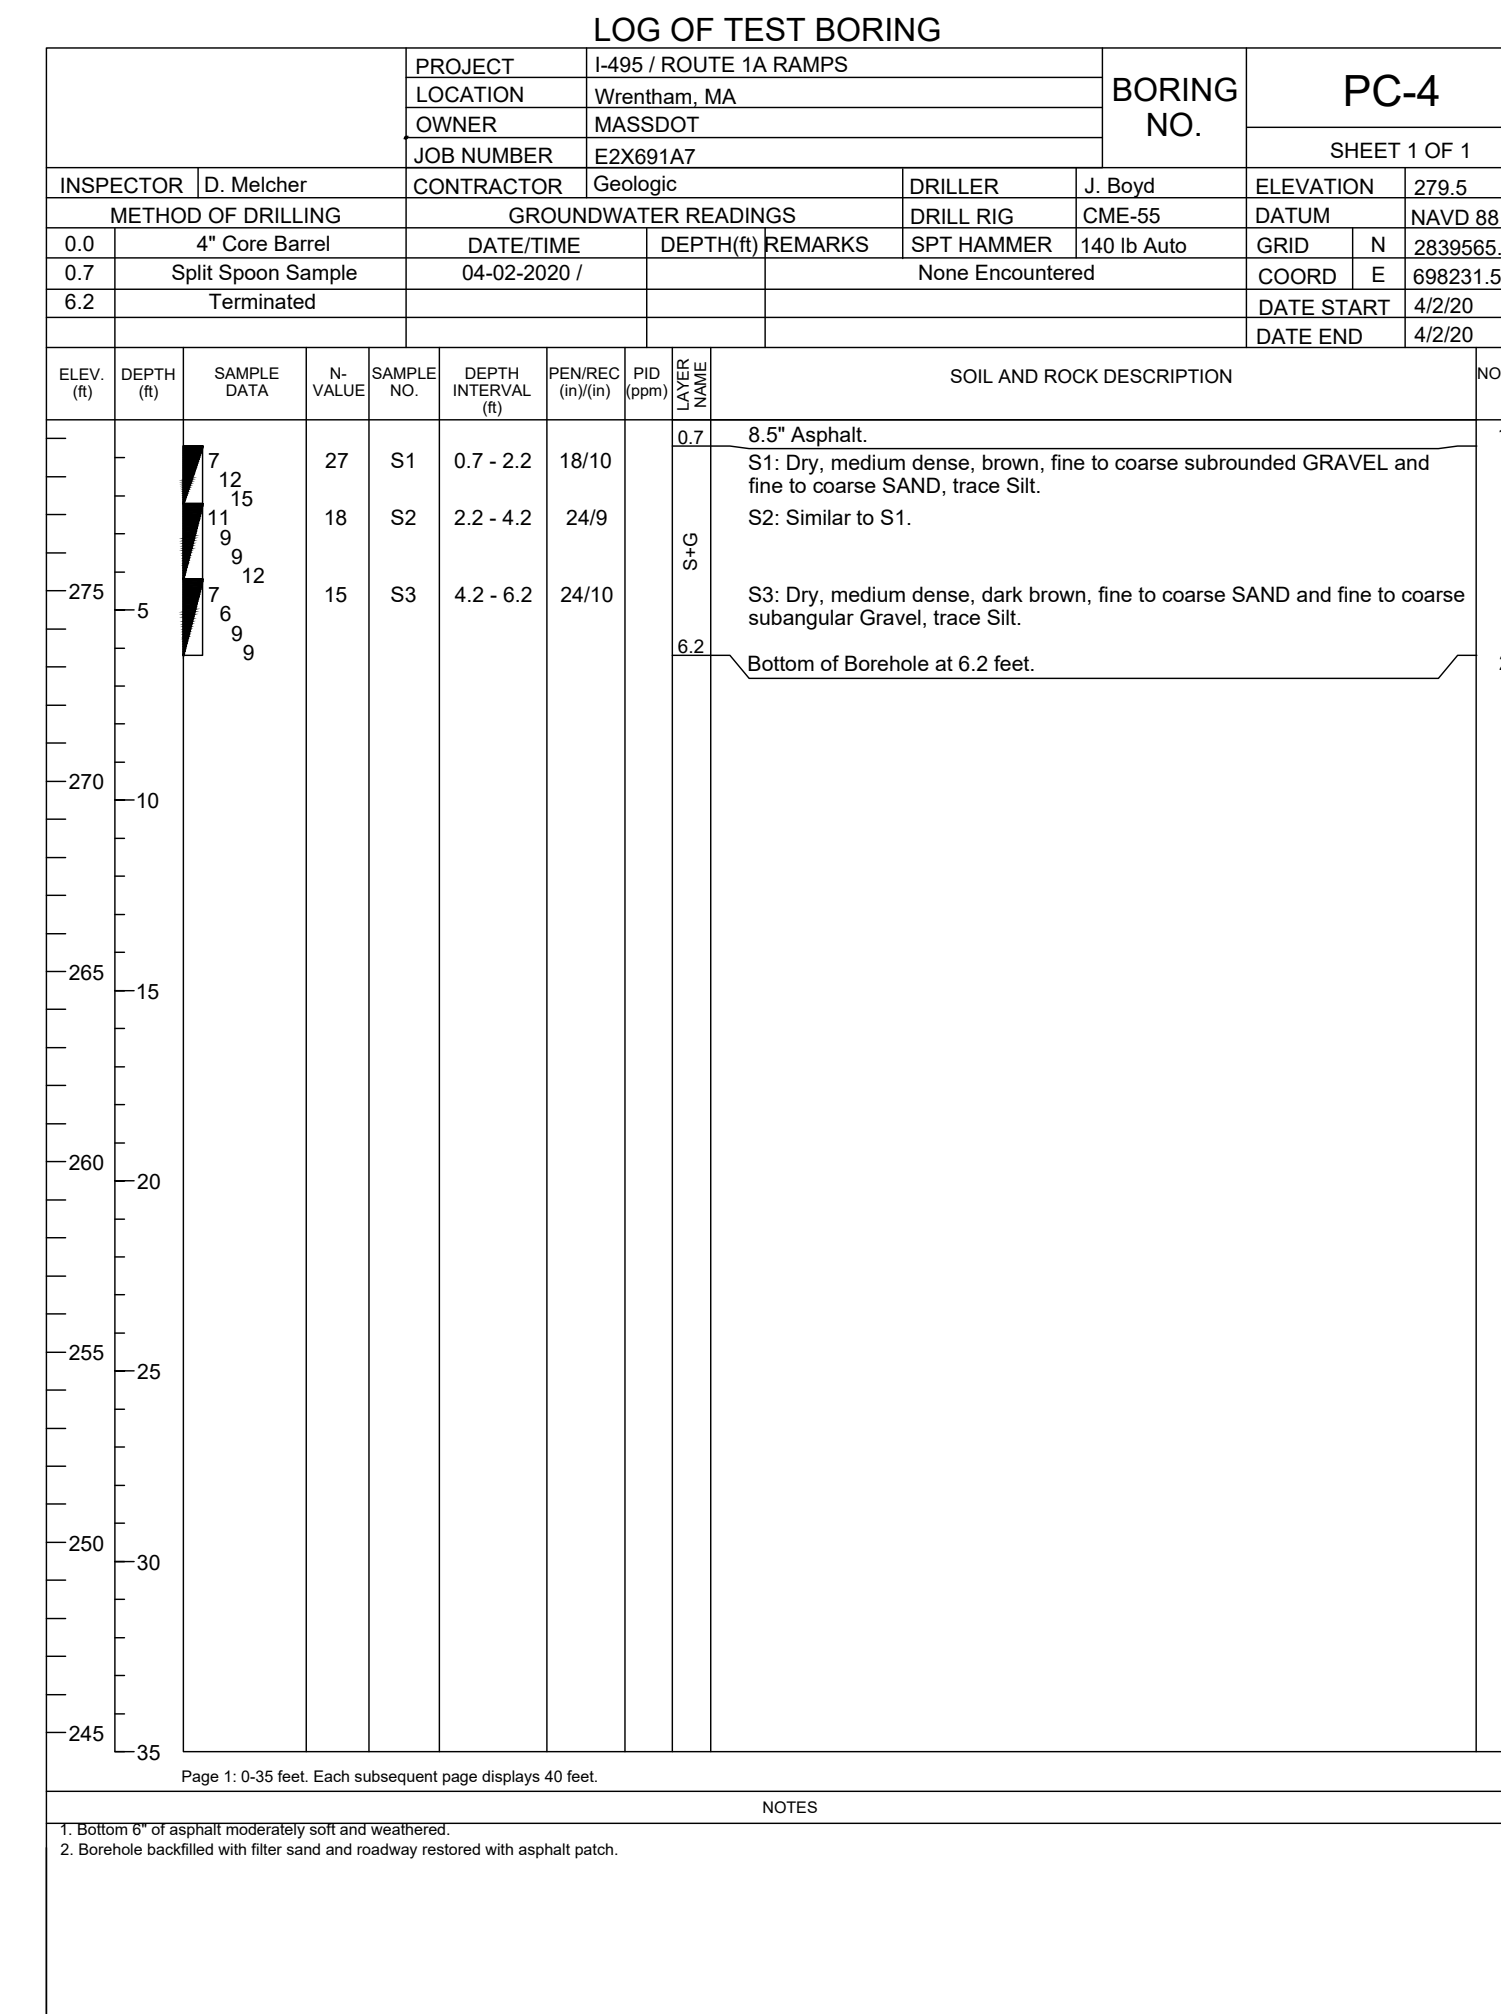 LOG OF TEST BORING
PROJECT I-495 / ROUTE 1A RAMPS
LOCATION Wrentham, MA
OWNER MASSDOT
JOB NUMBER E2X691A7
BORING
NO.
PC-4
SHEET 1 OF 1
INSPECTOR D. Melcher CONTRACTOR Geologic DRILLER J. Boyd ELEVATION 279.5
METHOD OF DRILLING GROUNDWATER READINGS DRILL RIG CME-55 DATUM NAVD 88
0.0 4" Core Barrel DATE/TIME DEPTH(ft) REMARKS SPT HAMMER 140 lb Auto GRID N 2839565.
0.7 Split Spoon Sample 04-02-2020 / None Encountered COORD E 698231.5
6.2 Terminated DATE START 4/2/20
DATE END 4/2/20
ELEV.
(ft)
DEPTH
(ft)
SAMPLE
DATA
N-
VALUE
SAMPLE
NO.
DEPTH
INTERVAL
(ft)
PEN/REC
(in)/(in)
PID
(ppm)
LAYER
NAME
SOIL AND ROCK DESCRIPTION
NO
0.7 8.5" Asphalt.
7 27 S1 0.7 - 2.2 18/10 S1: Dry, medium dense, brown, fine to coarse subrounded GRAVEL and
12 fine to coarse SAND, trace Silt.
15
11 18 S2 2.2 - 4.2 24/9 S2: Similar to S1.
9
9
12
S+G
275 7 15 S3 4.2 - 6.2 24/10 S3: Dry, medium dense, dark brown, fine to coarse SAND and fine to coarse
5 6 subangular Gravel, trace Silt.
9
9
6.2
Bottom of Borehole at 6.2 feet.
270
10
265
15
260
20
255
25
250
30
245
35
Page 1: 0-35 feet. Each subsequent page displays 40 feet.
NOTES
1. Bottom 6" of asphalt moderately soft and weathered.
2. Borehole backfilled with filter sand and roadway restored with asphalt patch.